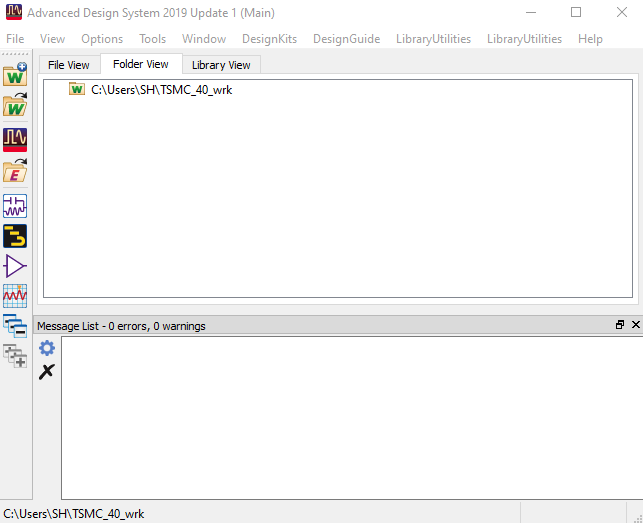 Advanced Design System 2019 Update 1 (Main)
File View Options Tools Window DesignKits DesignGuide LibraryUtilities LibraryUtilities Help
File View Folder View Library View
W C:\Users\SH\TSMC_40_wrk
W
W
E
Message List - 0 errors, 0 warnings
C:\Users\SH\TSMC_40_wrk